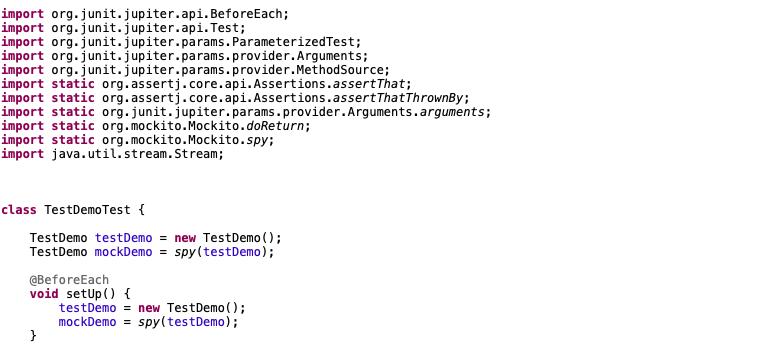 import org.junit.jupiter.api.BeforeEach;
import org.junit.jupiter.api.Test;
import org.junit.jupiter.params.ParameterizedTest;
import org.junit.jupiter.params.provider.Arguments;
import org.junit.jupiter.params.provider.MethodSource;
import static org.assertj.core.api.Assertions.assertThat;
import static org.assertj.core.api.Assertions.assertThatThrownBy;
import static org.junit.jupiter.params.provider.Arguments.arguments;
import static org.mockito.Mockito.doReturn;
import static org.mockito.Mockito.spy;
import java.util.stream.Stream;
class TestDemoTest {
TestDemo testDemo = new TestDemo();
TestDemo mockDemo = spy(testDemo);
@BeforeEach
void setUp() {
testDemo = new TestDemo();
mockDemo = spy(testDemo);
}